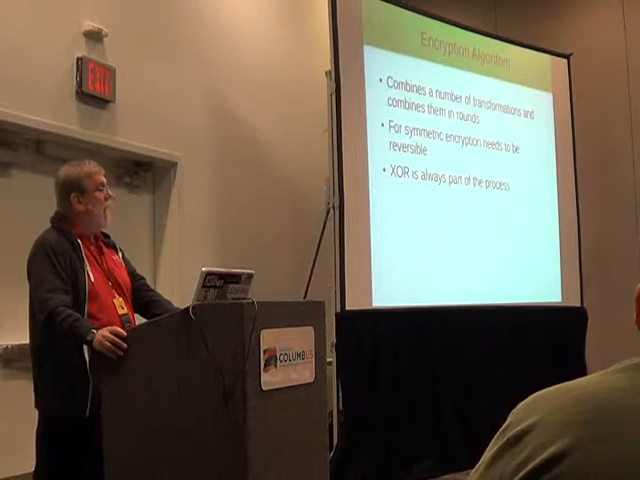 EXIT
Encryption Algorithm
• Combines a number of transformations and
combines them in rounds
• For symmetric encryption needs to be
reversible
• XOR is always part of the process
COLUMBUS